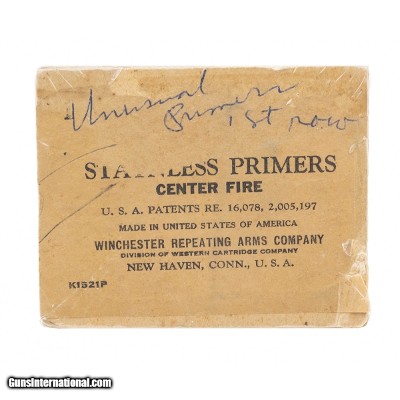 Unusual
Primers
1st row
STAINLESS PRIMERS
CENTER FIRE
U. S. A. PATENTS RE. 16,078, 2,005,197
MADE IN UNITED STATES OF AMERICA
WINCHESTER REPEATING ARMS COMPANY
DIVISION OF WESTERN CARTRIDGE COMPANY
NEW HAVEN, CONN., U. S. A.
K1521P
GunsInternational.com